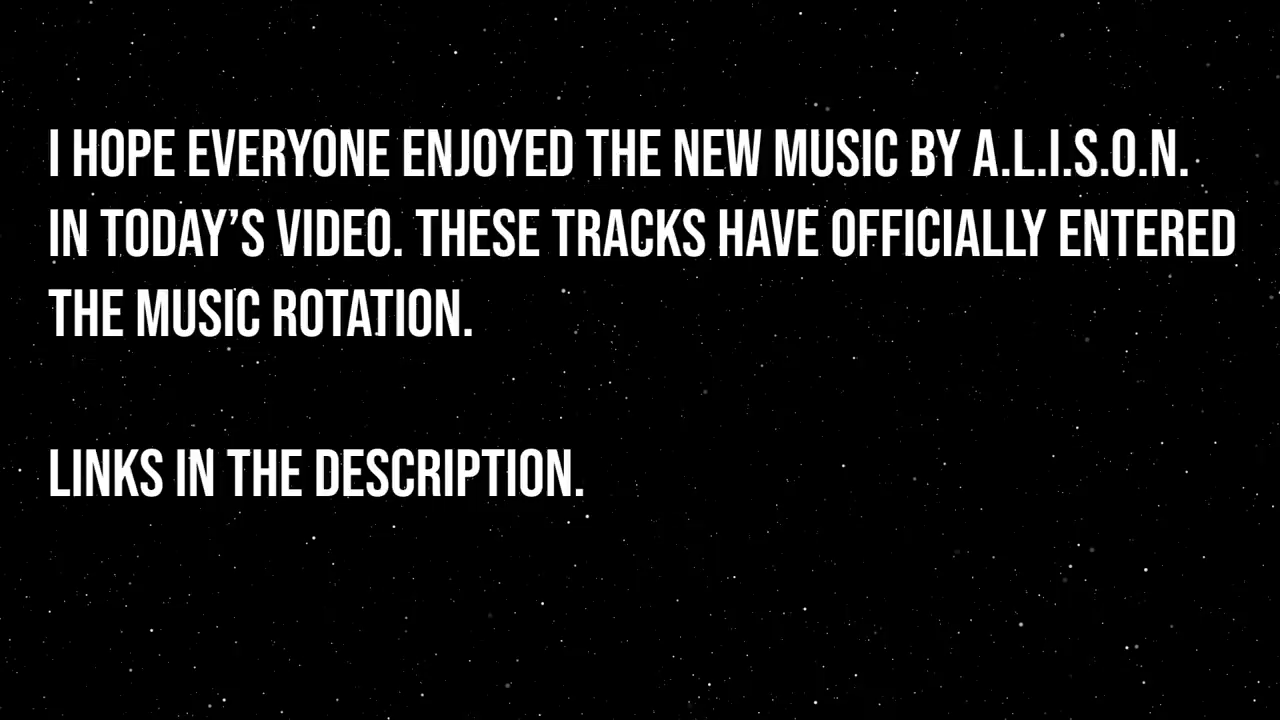 I HOPE EVERYONE ENJOYED THE NEW MUSIC BY A.L.I.S.O.N.
IN TODAY’S VIDEO. THESE TRACKS HAVE OFFICIALLY ENTERED
THE MUSIC ROTATION.
LINKS IN THE DESCRIPTION.